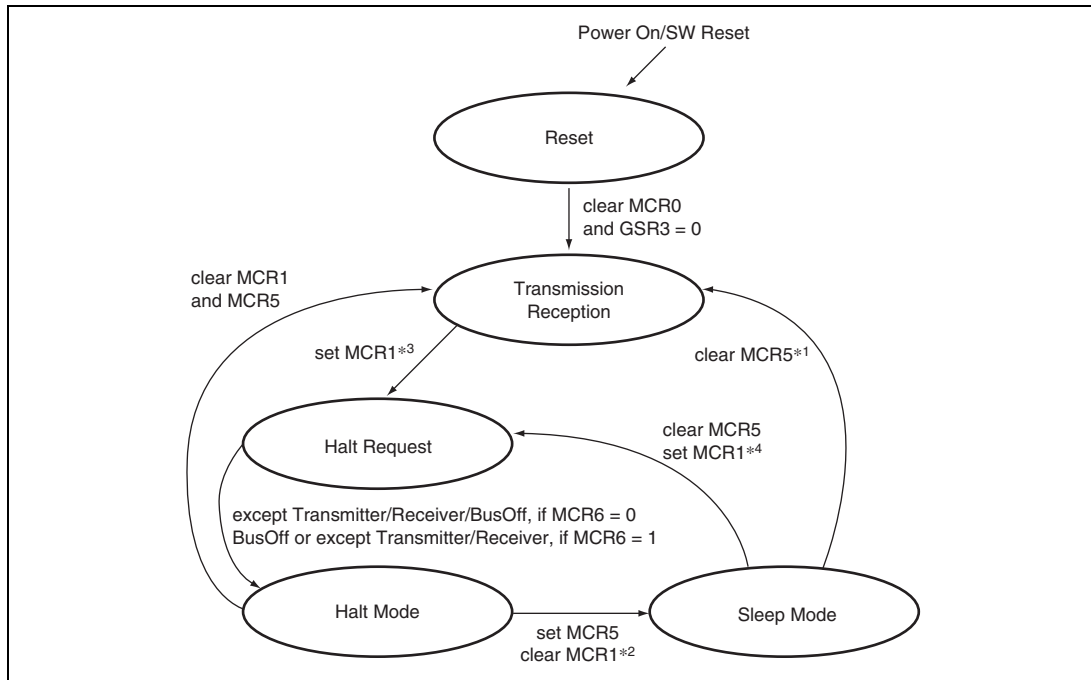 Power On/SW Reset
Reset
clear MCR0
and GSR3 = 0
clear MCR1
and MCR5
Transmission
Reception
set MCR1*3
clear MCR5*1
Halt Request
clear MCR5
set MCR1*4
except Transmitter/Receiver/BusOff, if MCR6 = 0
BusOff or except Transmitter/Receiver, if MCR6 = 1
Halt Mode
Sleep Mode
set MCR5
clear MCR1*2